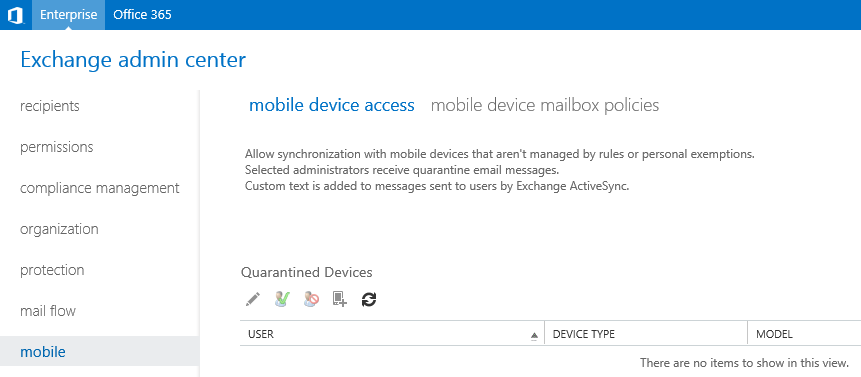 Enterprise Office 365
Exchange admin center
recipients
permissions
compliance management
organization
protection
mail flow
mobile
mobile device access mobile device mailbox policies
Allow synchronization with mobile devices that aren't managed by rules or personal exemptions.
Selected administrators receive quarantine email messages.
Custom text is added to messages sent to users by Exchange ActiveSync.
Quarantined Devices
USER DEVICE TYPE MODEL
There are no items to show in this view.